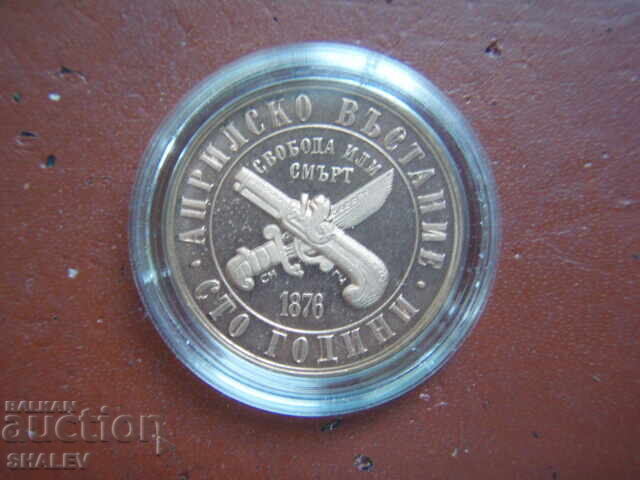 · АПРИЛСКО ВЪСТАНИЕ ·
СВОБОДА ИЛИ
СМЪРТ
1876
СТО ГОДИНИ
BALKAN
auction
SHALEV